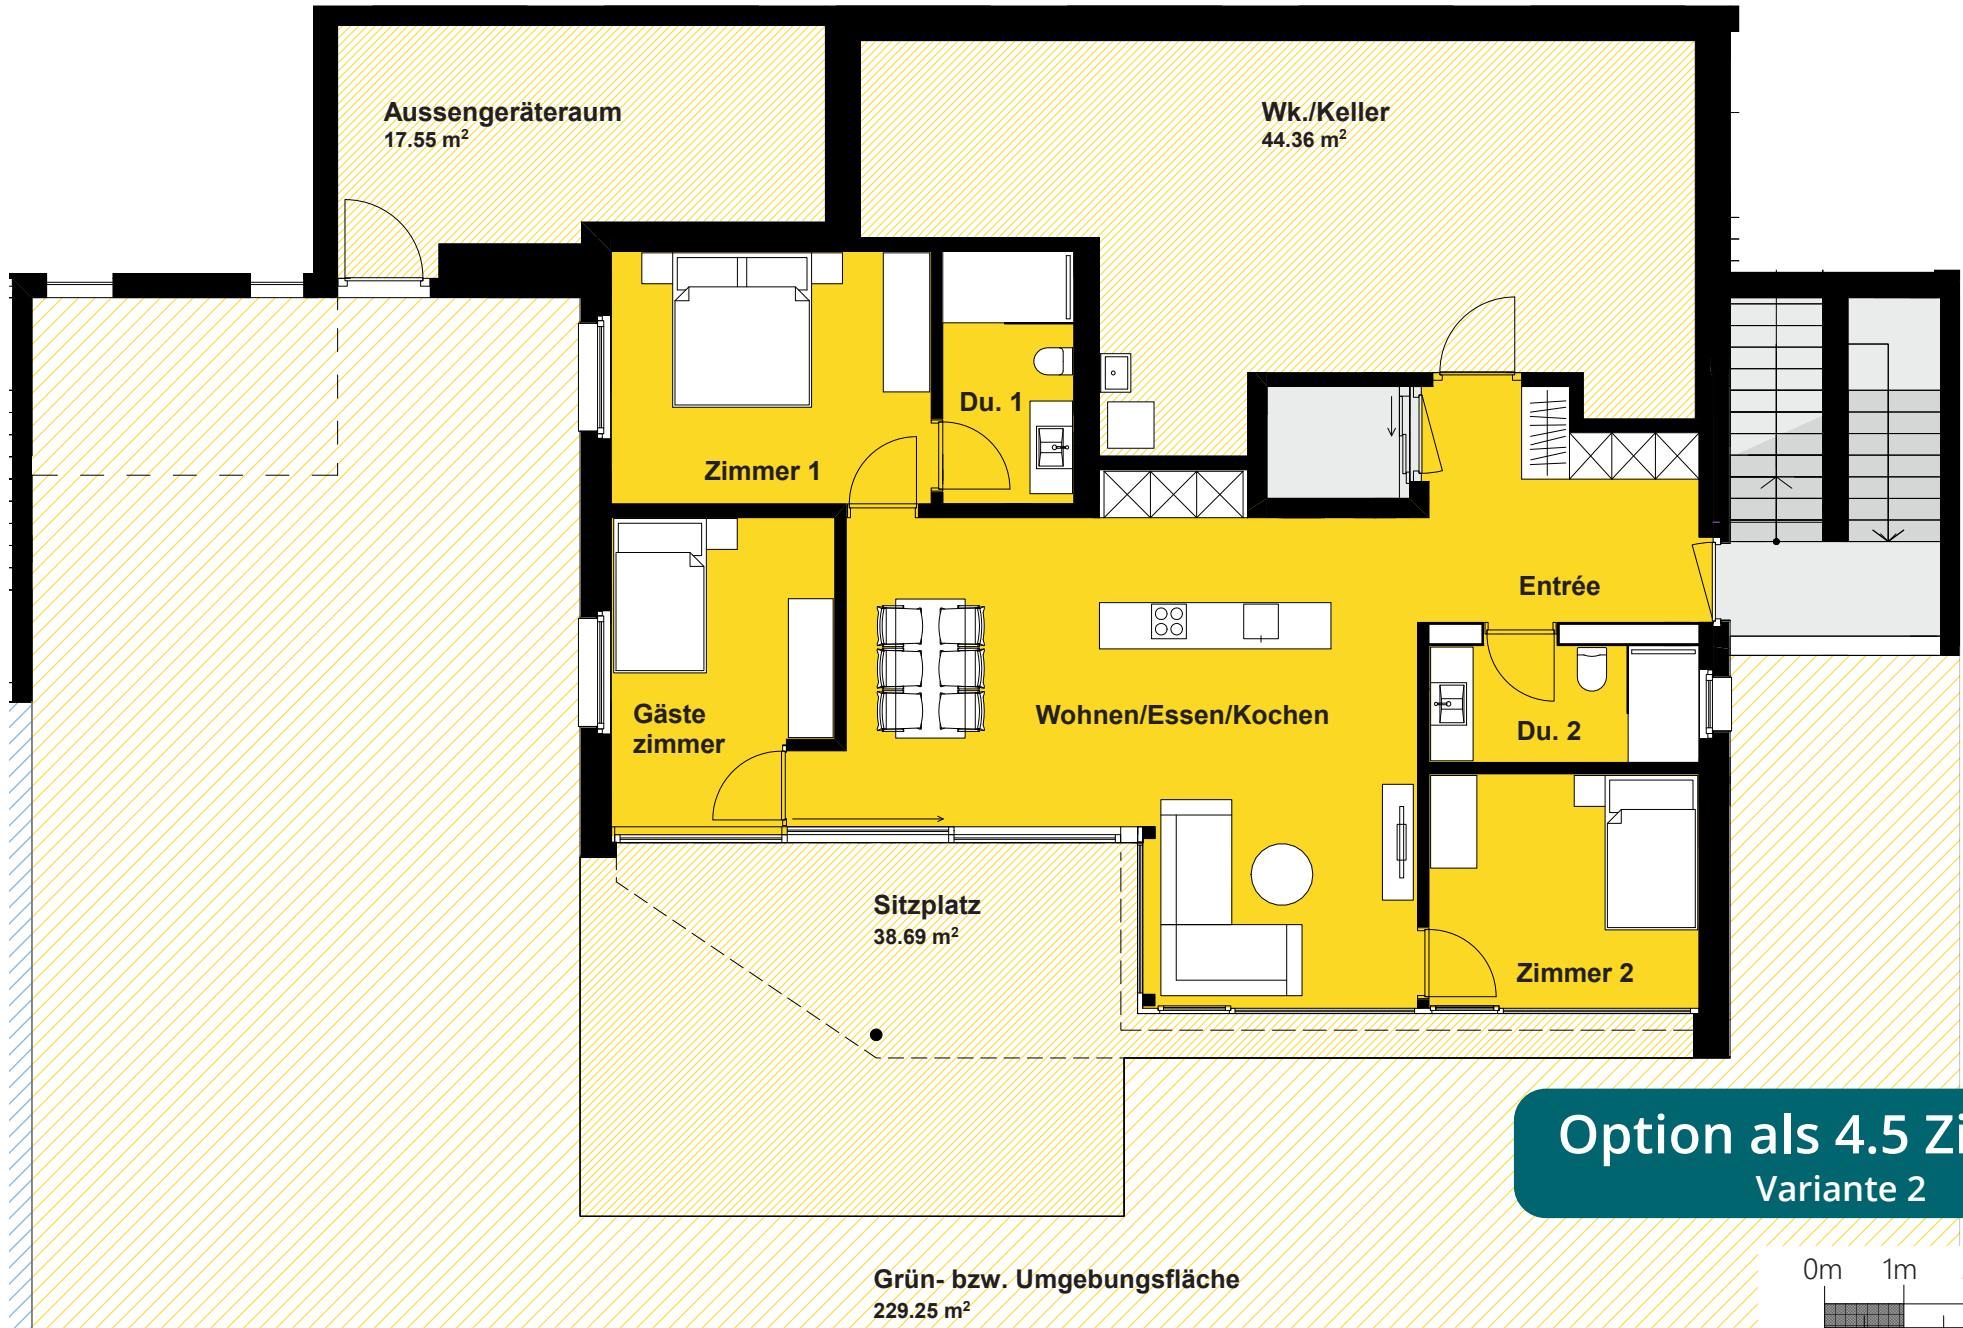 Aussengeräteraum
17.55 m²
Wk./Keller
44.36 m²
Du. 1
Zimmer 1
Entrée
Gäste
zimmer
Wohnen/Essen/Kochen
Du. 2
Sitzplatz
38.69 m²
Zimmer 2
Option als 4.5 Zi
Variante 2
Grün- bzw. Umgebungsfläche
229.25 m²
0m 1m